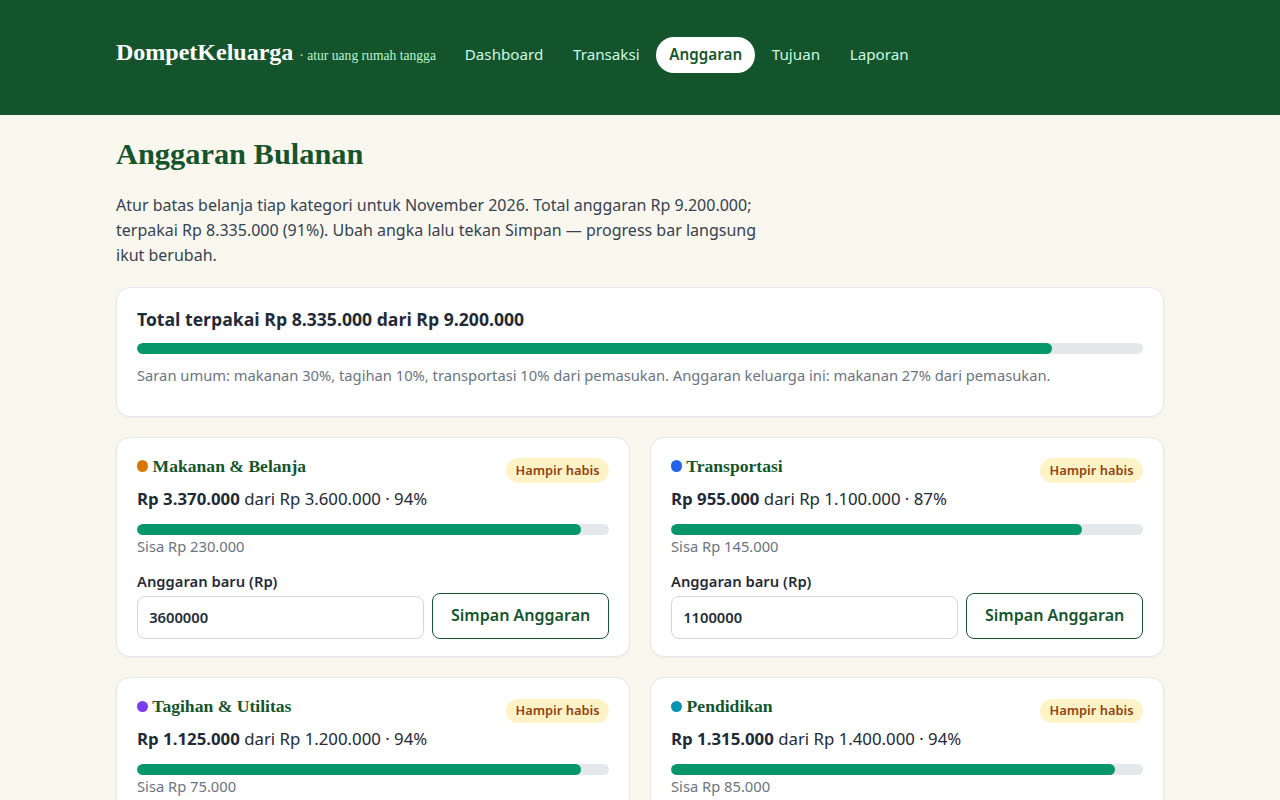 DompetKeluarga · atur uang rumah tangga Dashboard Transaksi Anggaran Tujuan Laporan
Anggaran Bulanan
Atur batas belanja tiap kategori untuk November 2026. Total anggaran Rp 9.200.000;
terpakai Rp 8.335.000 (91%). Ubah angka lalu tekan Simpan — progress bar langsung
ikut berubah.
Total terpakai Rp 8.335.000 dari Rp 9.200.000
Saran umum: makanan 30%, tagihan 10%, transportasi 10% dari pemasukan. Anggaran keluarga ini: makanan 27% dari pemasukan.
Makanan & Belanja
Hampir habis
Rp 3.370.000 dari Rp 3.600.000 · 94%
Sisa Rp 230.000
Anggaran baru (Rp)
3600000
Simpan Anggaran
Transportasi
Hampir habis
Rp 955.000 dari Rp 1.100.000 · 87%
Sisa Rp 145.000
Anggaran baru (Rp)
1100000
Simpan Anggaran
Tagihan & Utilitas
Hampir habis
Rp 1.125.000 dari Rp 1.200.000 · 94%
Sisa Rp 75.000
Pendidikan
Hampir habis
Rp 1.315.000 dari Rp 1.400.000 · 94%
Sisa Rp 85.000